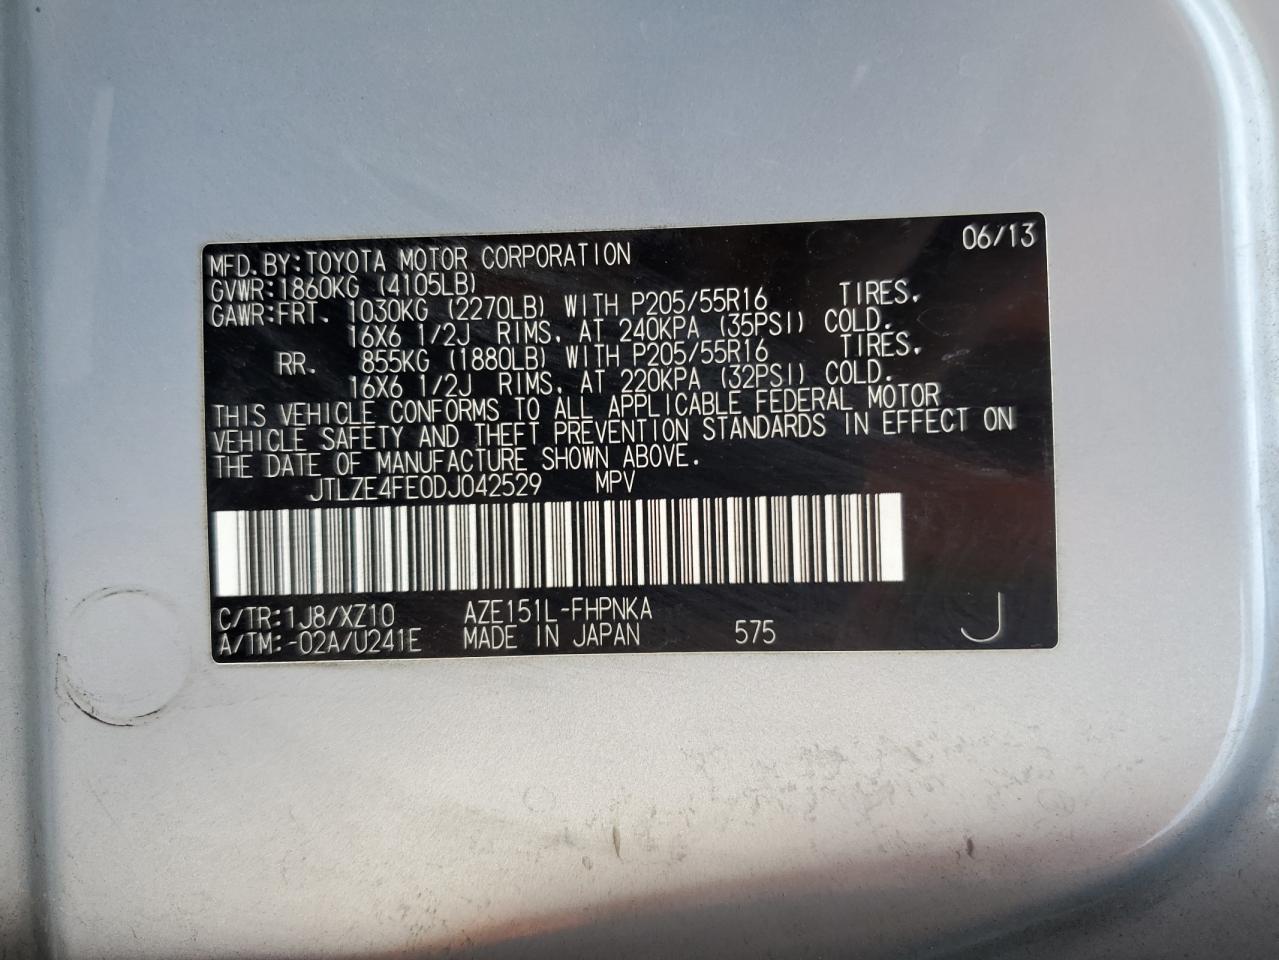 06/13
MFD.BY:TOYOTA MOTOR CORPORATION
GVWR:1860KG (4105LB)
GAWR:FRT. 1030KG (2270LB) WITH P205/55R16 TIRES.
16X6 1/2J RIMS, AT 240KPA (35PSI) COLD.
RR. 855KG (1880LB) WITH P205/55R16 TIRES.
16X6 1/2J RIMS, AT 220KPA (32PSI) COLD.
THIS VEHICLE CONFORMS TO ALL APPLICABLE FEDERAL MOTOR
VEHICLE SAFETY AND THEFT PREVENTION STANDARDS IN EFFECT ON
THE DATE OF MANUFACTURE SHOWN ABOVE.
JTLZE4FE0DJ042529 MPV
C/TR:1J8/XZ10 AZE151L-FHPNKA
A/TM:-02A/U241E MADE IN JAPAN 575 J